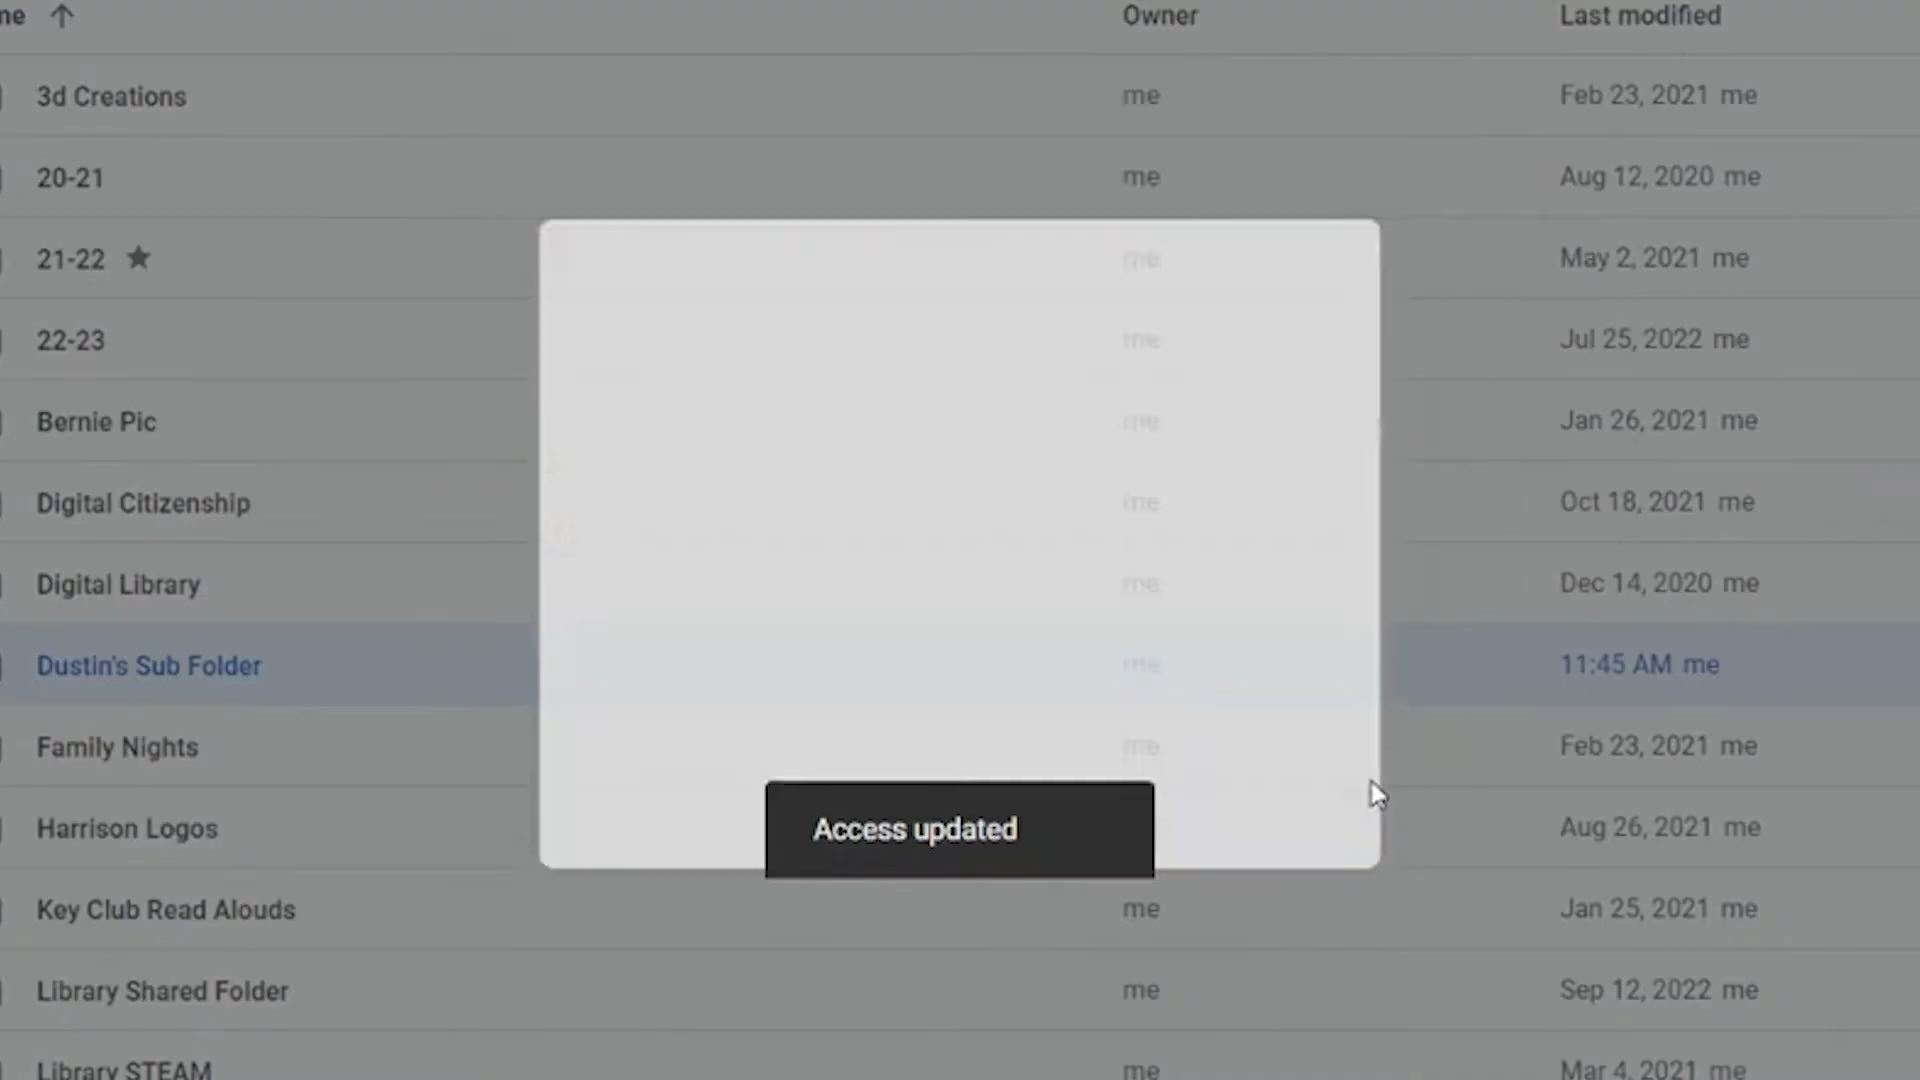 me Owner Last modified
3d Creations me Feb 23, 2021 me
20-21 me Aug 12, 2020 me
21-22 me May 2, 2021 me
22-23 me Jul 25, 2022 me
Bernie Pic me Jan 26, 2021 me
Digital Citizenship me Oct 18, 2021 me
Digital Library me Dec 14, 2020 me
Dustin's Sub Folder me 11:45 AM me
Family Nights me Feb 23, 2021 me
Harrison Logos Access updated Aug 26, 2021 me
Key Club Read Alouds me Jan 25, 2021 me
Library Shared Folder me Sep 12, 2022 me
Library STEAM me Mar 4, 2021 me